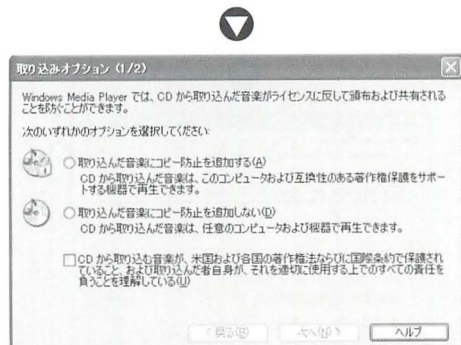 取り込みオプション (1/2)
Windows Media Player では、CD から取り込んだ音楽がライセンスに反して頒布および共有される
ことを防ぐことができます。
次のいずれかのオプションを選択してください:
取り込んだ音楽にコピー防止を追加する(A)
CD から取り込んだ音楽は、このコンピュータおよび互換性のある著作権保護をサポー
トする機器で再生できます。
取り込んだ音楽にコピー防止を追加しない(D)
CD から取り込んだ音楽は、任意のコンピュータおよび機器で再生できます。
CD から取り込む音楽が、米国および各国の著作権法ならびに国際条約で保護され
ていること、および取り込んだ者自身が、それを適切に使用する上でのすべての責任を
負うことを理解している(U)
< 戻る(B)
次へ(N) >
ヘルプ